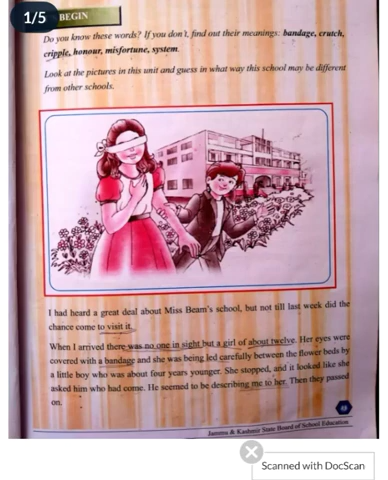 1/5
BEGIN
Do you know these words? If you don't, find out their meanings: bandage, crutch,
cripple, honour, misfortune, system.
Look at the pictures in this unit and guess in what way this school may be different
from other schools.
I had heard a great deal about Miss Beam's school, but not till last week did the
chance come to visit it.
When I arrived there was no one in sight but a girl of about twelve. Her eyes were
covered with a bandage and she was being led carefully between the flower beds by
a little boy who was about four years younger. She stopped, and it looked like she
asked him who had come. He seemed to be describing me to her. Then they passed
on.
Jammu & Kashmir State Board of School Education
Scanned with DocScan